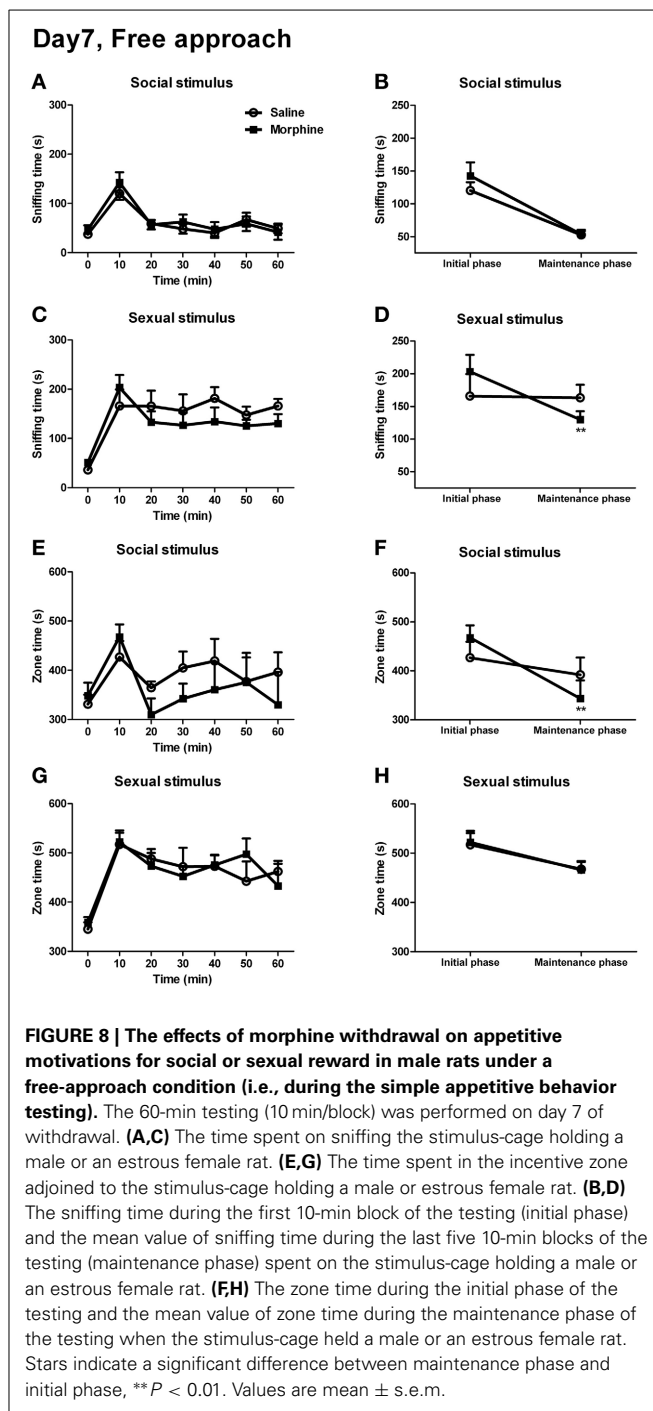 Day7, Free approach
A
Social stimulus
Saline
Morphine
Sniffing time (s)
300
200
100
0
0 10 20 30 40 50 60
Time (min)
B
Social stimulus
Sniffing time (s)
250
200
150
100
50
Initial phase Maintenance phase
C
Sexual stimulus
Sniffing time (s)
300
200
100
0
0 10 20 30 40 50 60
Time (min)
D
Sexual stimulus
Sniffing time (s)
250
200
150
100
50
**
Initial phase Maintenance phase
E
Social stimulus
Zone time (s)
600
500
400
300
0 10 20 30 40 50 60
Time (min)
F
Social stimulus
Zone time (s)
600
500
400
300
**
Initial phase Maintenance phase
G
Sexual stimulus
Zone time (s)
600
500
400
300
0 10 20 30 40 50 60
Time (min)
H
Sexual stimulus
Zone time (s)
600
500
400
300
Initial phase Maintenance phase
FIGURE 8 | The effects of morphine withdrawal on appetitive
motivations for social or sexual reward in male rats under a
free-approach condition (i.e., during the simple appetitive behavior
testing). The 60-min testing (10 min/block) was performed on day 7 of
withdrawal. (A,C) The time spent on sniffing the stimulus-cage holding a
male or an estrous female rat. (E,G) The time spent in the incentive zone
adjoined to the stimulus-cage holding a male or estrous female rat. (B,D)
The sniffing time during the first 10-min block of the testing (initial phase)
and the mean value of sniffing time during the last five 10-min blocks of the
testing (maintenance phase) spent on the stimulus-cage holding a male or
an estrous female rat. (F,H) The zone time during the initial phase of the
testing and the mean value of zone time during the maintenance phase of
the testing when the stimulus-cage held a male or an estrous female rat.
Stars indicate a significant difference between maintenance phase and
initial phase, **P < 0.01. Values are mean ± s.e.m.